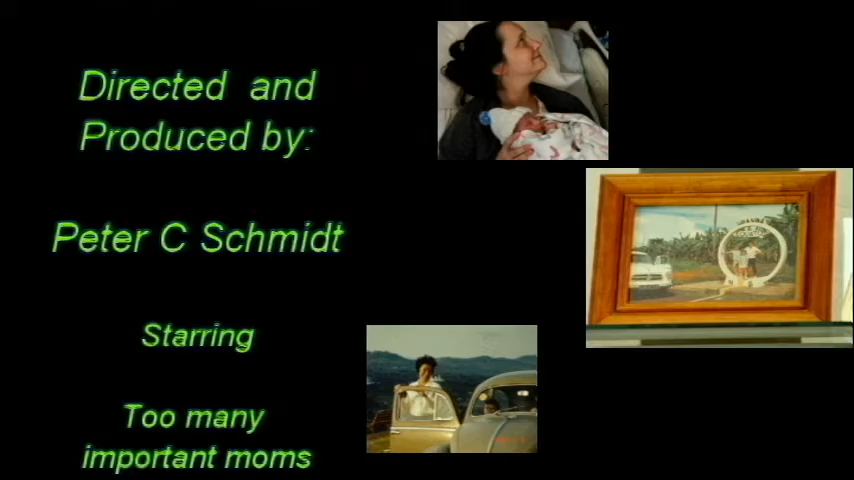 Directed and
Produced by:
Peter C Schmidt
Starring
Too many
important moms